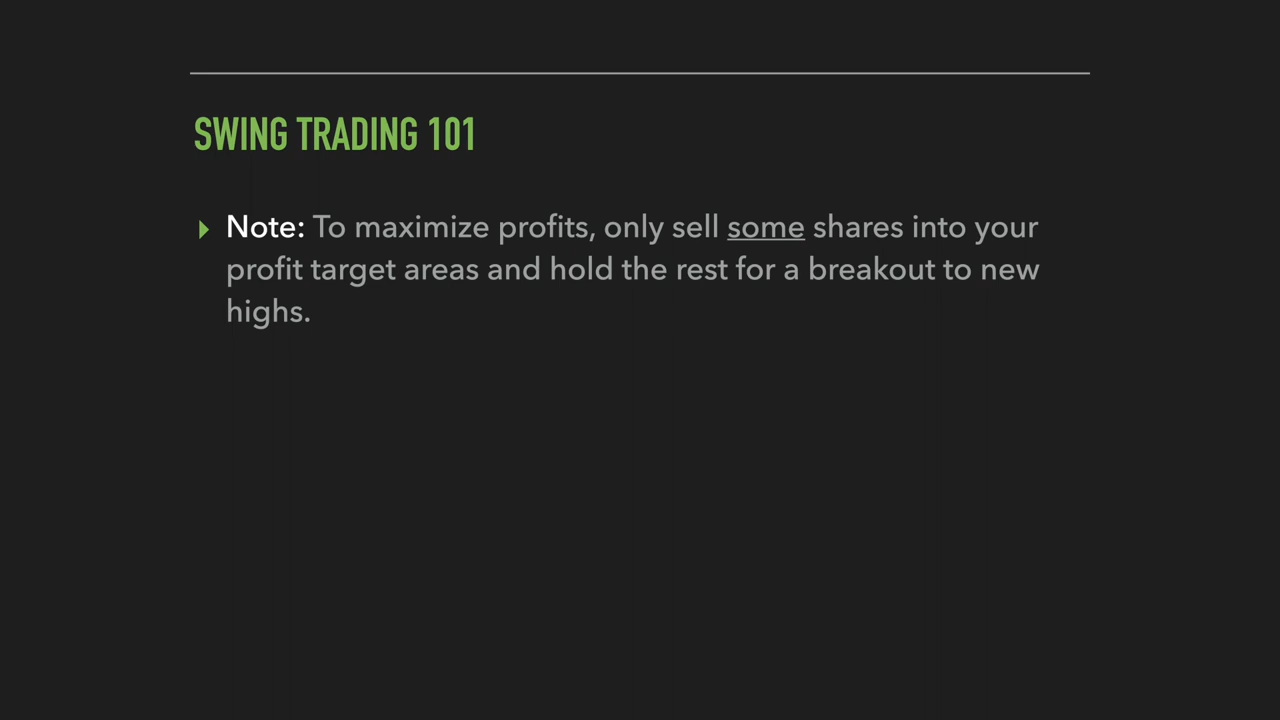 SWING TRADING 101
Note: To maximize profits, only sell some shares into your
profit target areas and hold the rest for a breakout to new
highs.